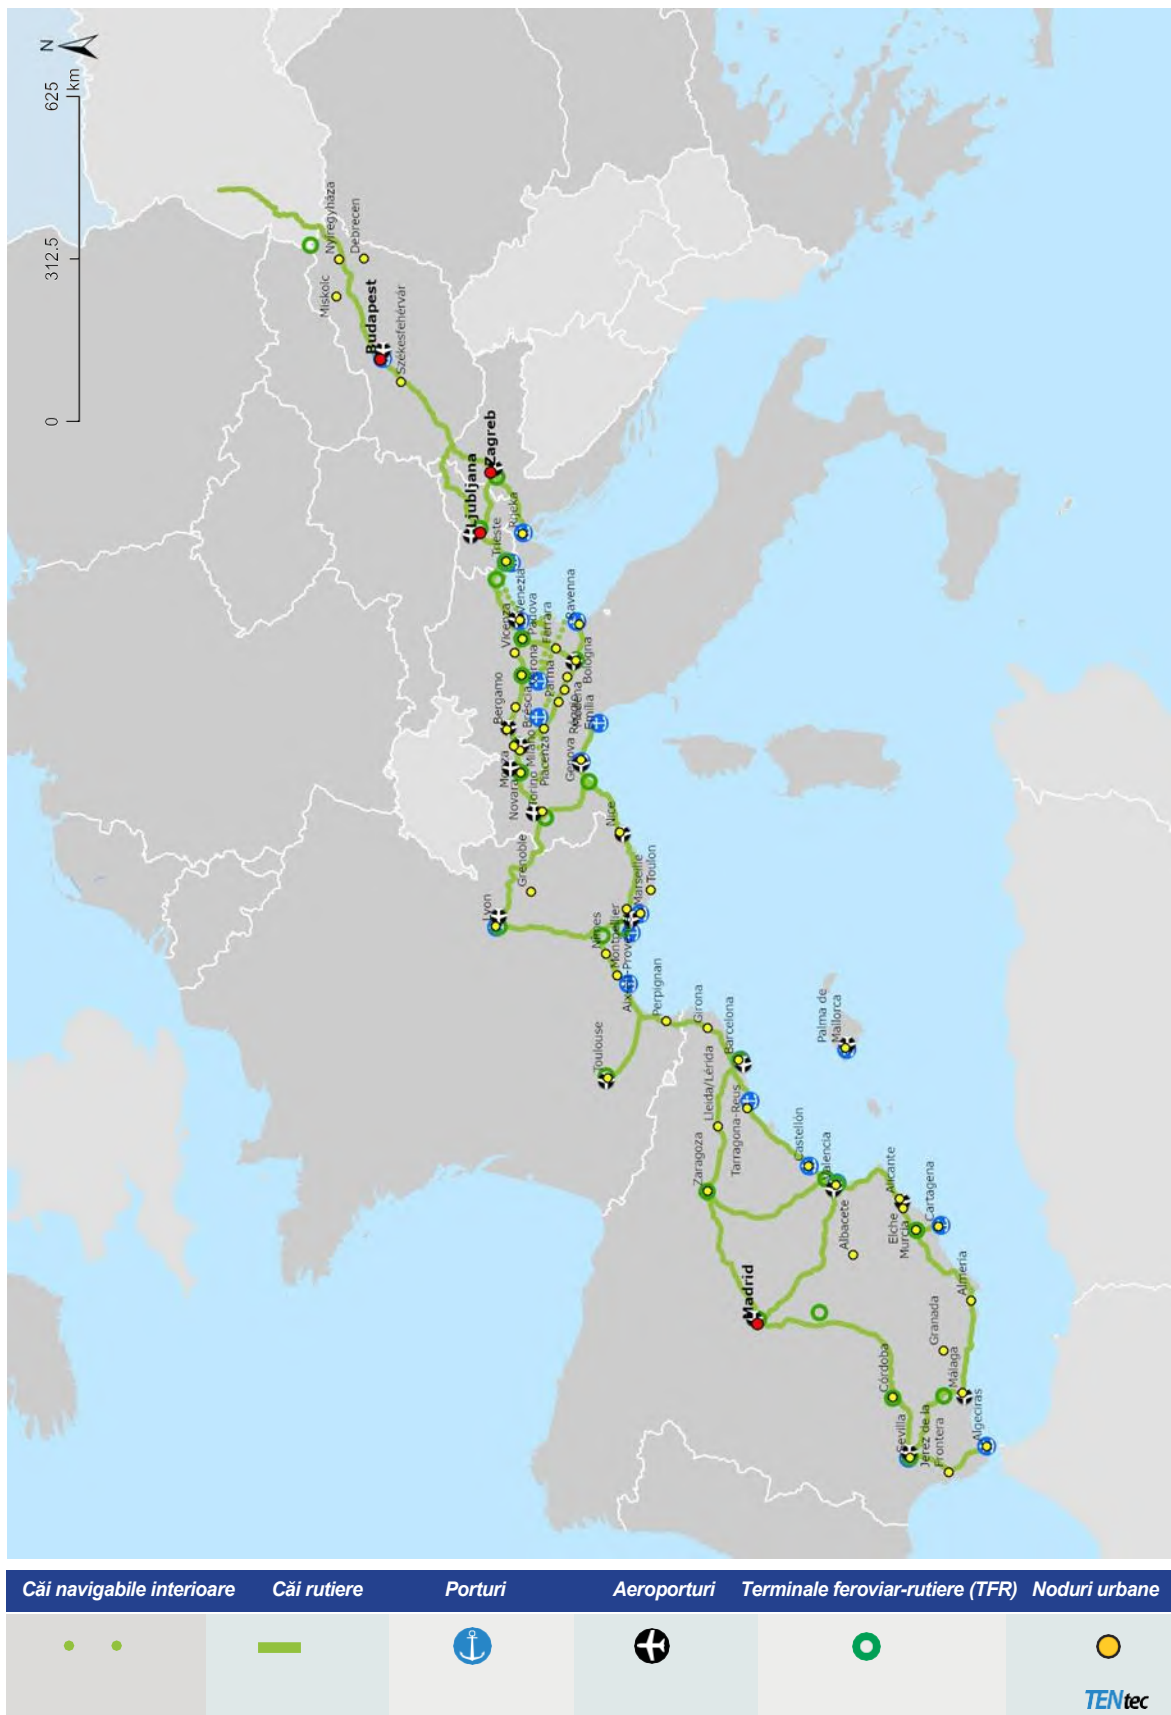 N
625
km
312.5
0
Nyíregyháza
Debrecen
Miskolc
Budapest
Székesfehérvár
Zagreb
Ljubljana
Rijeka
Trieste
Venezia
Padova
Vicenza
Ferrara
Ravenna
Bologna
Parma
Bergamo
Brescia
Reggio
Emilia
Milano
Piacenza
Genova
Novara
Torino
Grenoble
Nice
Lyon
Toulon
Marseille
Nîmes
Montpellier
Perpignan
Toulouse
Girona
Barcelona
Lleida/Lérida
Tarragona-Reus
Palma de
Mallorca
Zaragoza
Castellón
Valencia
Albacete
Alicante
Elche
Murcia
Cartagena
Almería
Madrid
Granada
Córdoba
Málaga
Sevilla
Jerez de la
Frontera
Algeciras
Căi navigabile interioare
Căi rutiere
Porturi
Aeroporturi
Terminale feroviar-rutiere (TFR)
Noduri urbane
TENtec